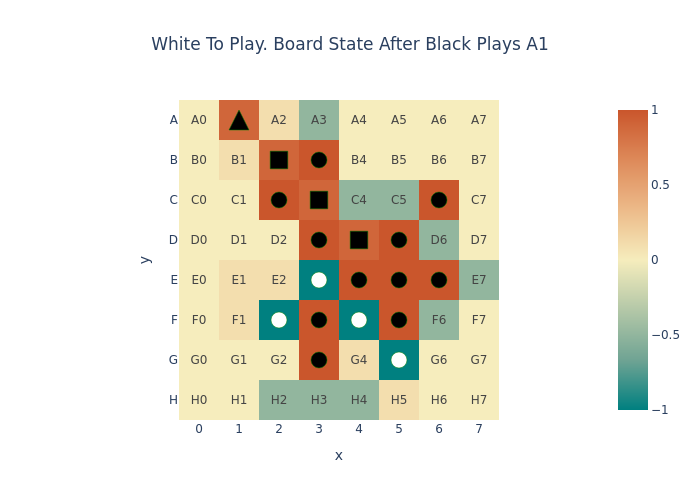 White To Play. Board State After Black Plays A1
A A0 A2 A3 A4 A5 A6 A7
B B0 B1 B4 B5 B6 B7
C C0 C1 C4 C5 C7
D D0 D1 D2 D6 D7
E E0 E1 E2 E7
F F0 F1 F6 F7
G G0 G1 G2 G4 G6 G7
H H0 H1 H2 H3 H4 H5 H6 H7
0 1 2 3 4 5 6 7
x
y
1
0.5
0
−0.5
−1